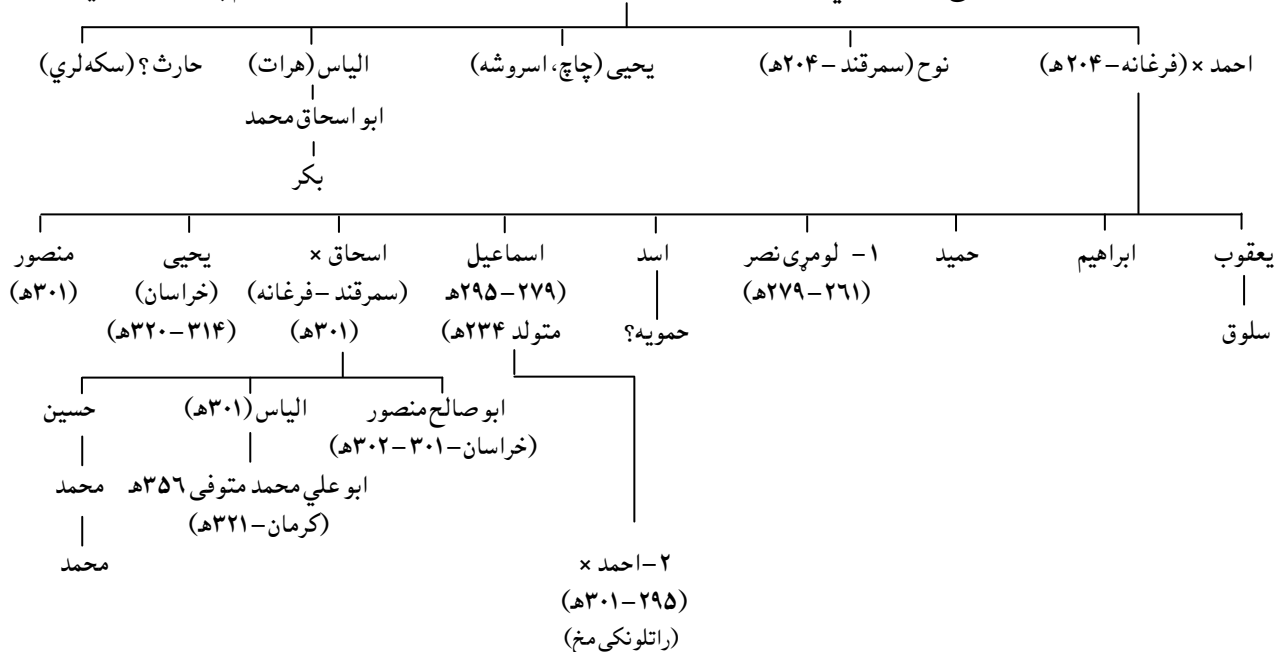 احمد × (فرغانه – ۲۰۴هـ) نوح (سمرقند – ۲۰۴هـ) یحیی (چاچ، اسروشه) الیاس (هرات) حارث؟ (سکه‌لري)
ابو اسحاق محمد
بکر
یعقوب ابراهیم حمید ۱ - لومړی نصر اسد اسماعیل اسحاق × یحیی منصور
(۲۶۱ – ۲۷۹هـ) (۲۷۹ – ۲۹۵هـ (سمرقند – فرغانه) (خراسان) (۳۰۱هـ)
سلوق حمویه؟ متولد ۲۳۴هـ) (۳۰۱هـ) (۳۱۴ – ۳۲۰هـ)
ابو صالح منصور الیاس (۳۰۱هـ) حسین
(خراسان – ۳۰۱ – ۳۰۲هـ)
ابو علي محمد متوفی ۳۵۶هـ محمد
(کرمان – ۳۲۱هـ)
محمد
۲ – احمد ×
(۲۹۵ – ۳۰۱هـ)
(راتلونکی مخ)